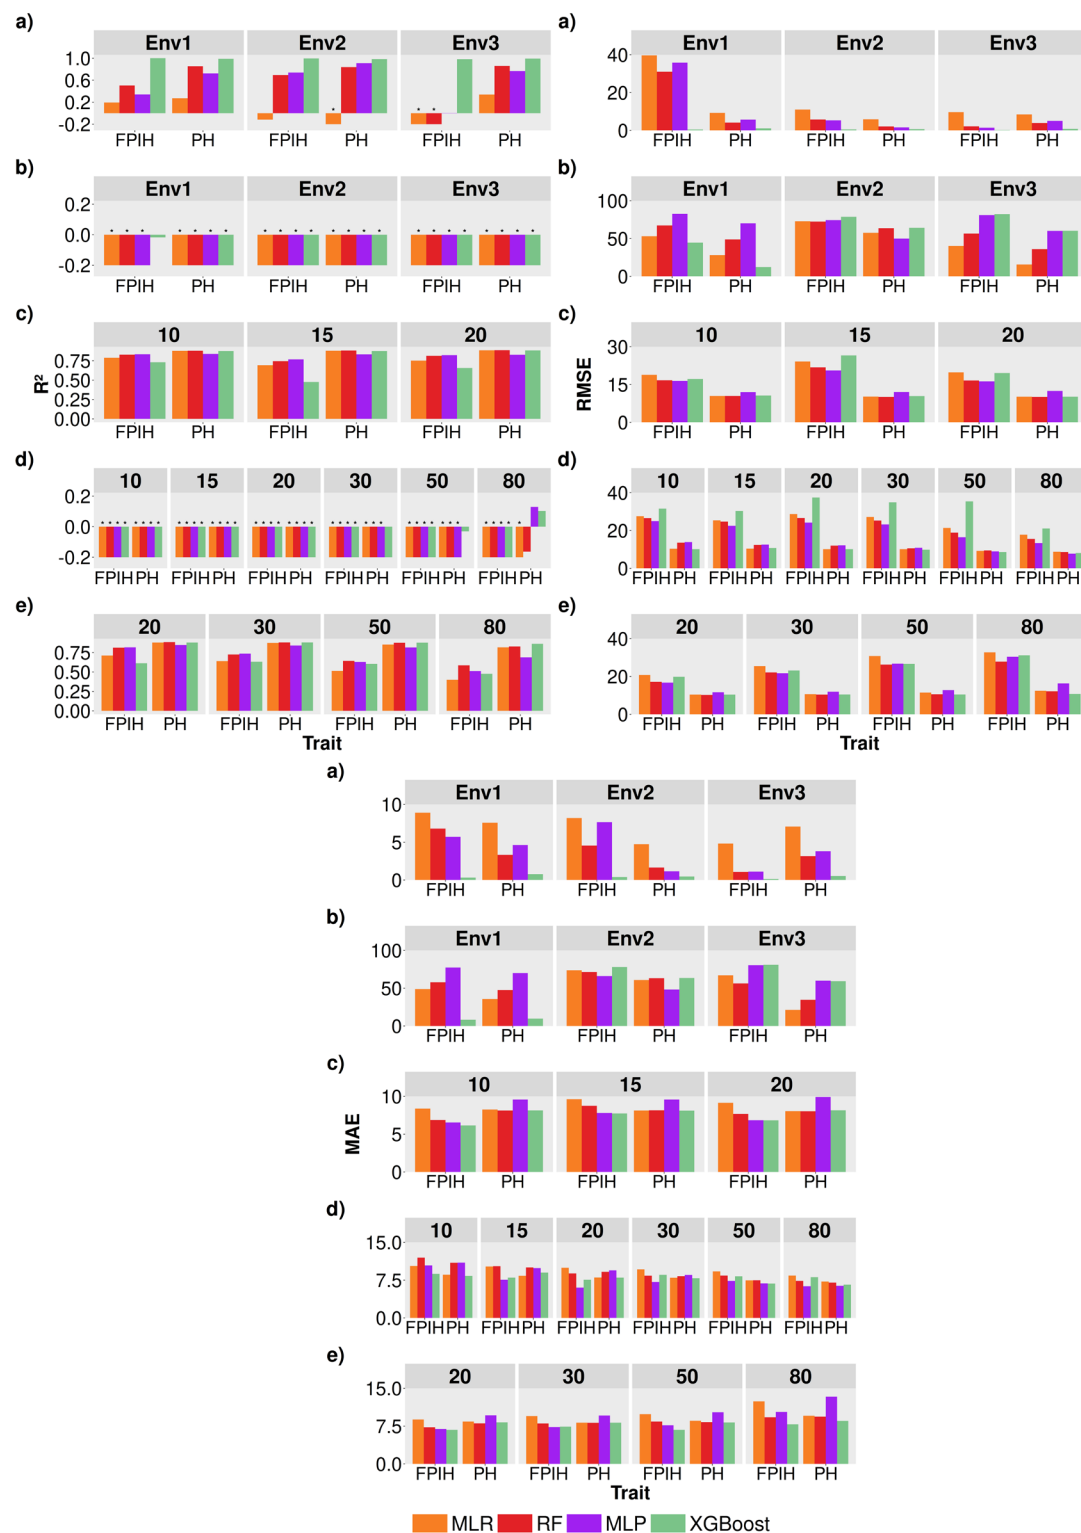 a)
Env1 Env2 Env3
1.0
0.6
0.2
-0.2
* * *
FPIH PH FPIH PH FPIH PH
b)
Env1 Env2 Env3
0.2
0.0
-0.2
* * * * * * * * * * * * * * * * * * * * * * *
FPIH PH FPIH PH FPIH PH
c)
10 15 20
0.75
0.50
0.25
0.00
R²
FPIH PH FPIH PH FPIH PH
d)
10 15 20 30 50 80
0.2
0.0
-0.2
FPIH PH FPIH PH FPIH PH FPIH PH FPIH PH FPIH PH
e)
20 30 50 80
0.75
0.50
0.25
0.00
FPIH PH FPIH PH FPIH PH FPIH PH
Trait
a)
Env1 Env2 Env3
40
20
0
FPIH PH FPIH PH FPIH PH
b)
Env1 Env2 Env3
100
50
0
FPIH PH FPIH PH FPIH PH
c)
10 15 20
30
15
0
RMSE
FPIH PH FPIH PH FPIH PH
d)
10 15 20 30 50 80
40
20
0
FPIH PH FPIH PH FPIH PH FPIH PH FPIH PH FPIH PH
e)
20 30 50 80
40
20
0
FPIH PH FPIH PH FPIH PH FPIH PH
Trait
a)
Env1 Env2 Env3
10
5
0
FPIH PH FPIH PH FPIH PH
b)
Env1 Env2 Env3
100
50
0
FPIH PH FPIH PH FPIH PH
c)
10 15 20
10
5
0
MAE
FPIH PH FPIH PH FPIH PH
d)
10 15 20 30 50 80
15.0
7.5
0.0
FPIH PH FPIH PH FPIH PH FPIH PH FPIH PH FPIH PH
e)
20 30 50 80
15.0
7.5
0.0
FPIH PH FPIH PH FPIH PH FPIH PH
Trait
MLR RF MLP XGBoost